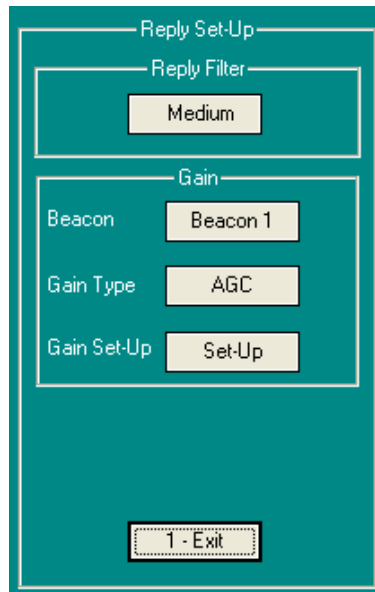 Reply Set-Up
Reply Filter
Medium
Gain
Beacon Beacon 1
Gain Type AGC
Gain Set-Up Set-Up
1 - Exit